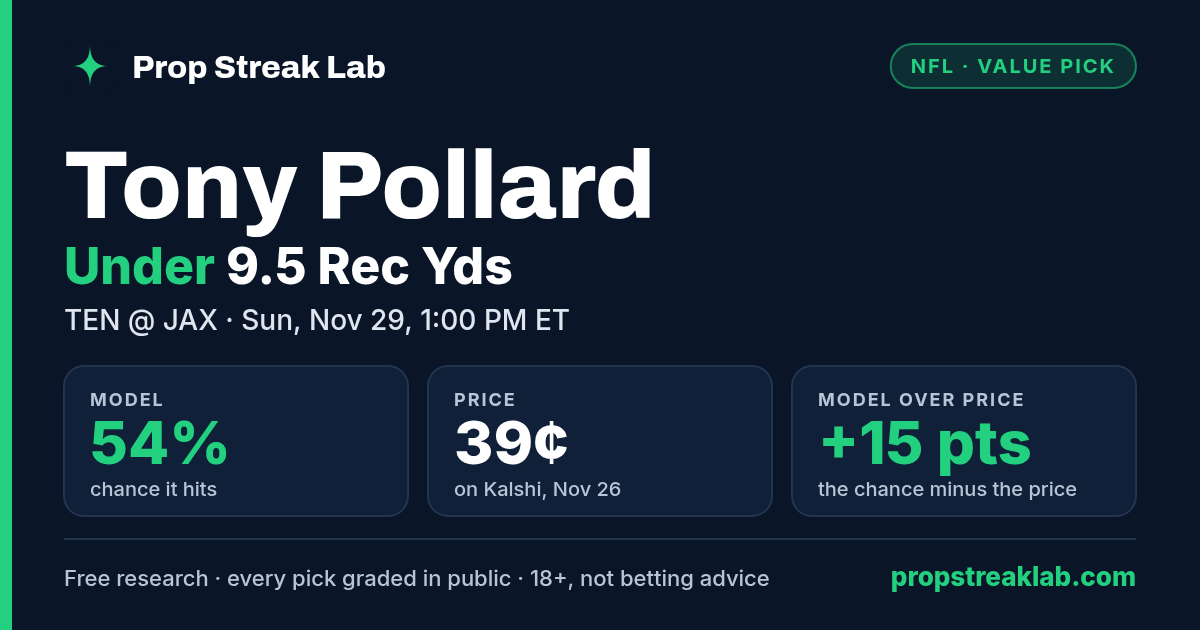 Prop Streak Lab
NFL · VALUE PICK
Tony Pollard
Under 9.5 Rec Yds
TEN @ JAX · Sun, Nov 29, 1:00 PM ET
MODEL
54%
chance it hits
PRICE
39¢
on Kalshi, Nov 26
MODEL OVER PRICE
+15 pts
the chance minus the price
Free research · every pick graded in public · 18+, not betting advice
propstreaklab.com